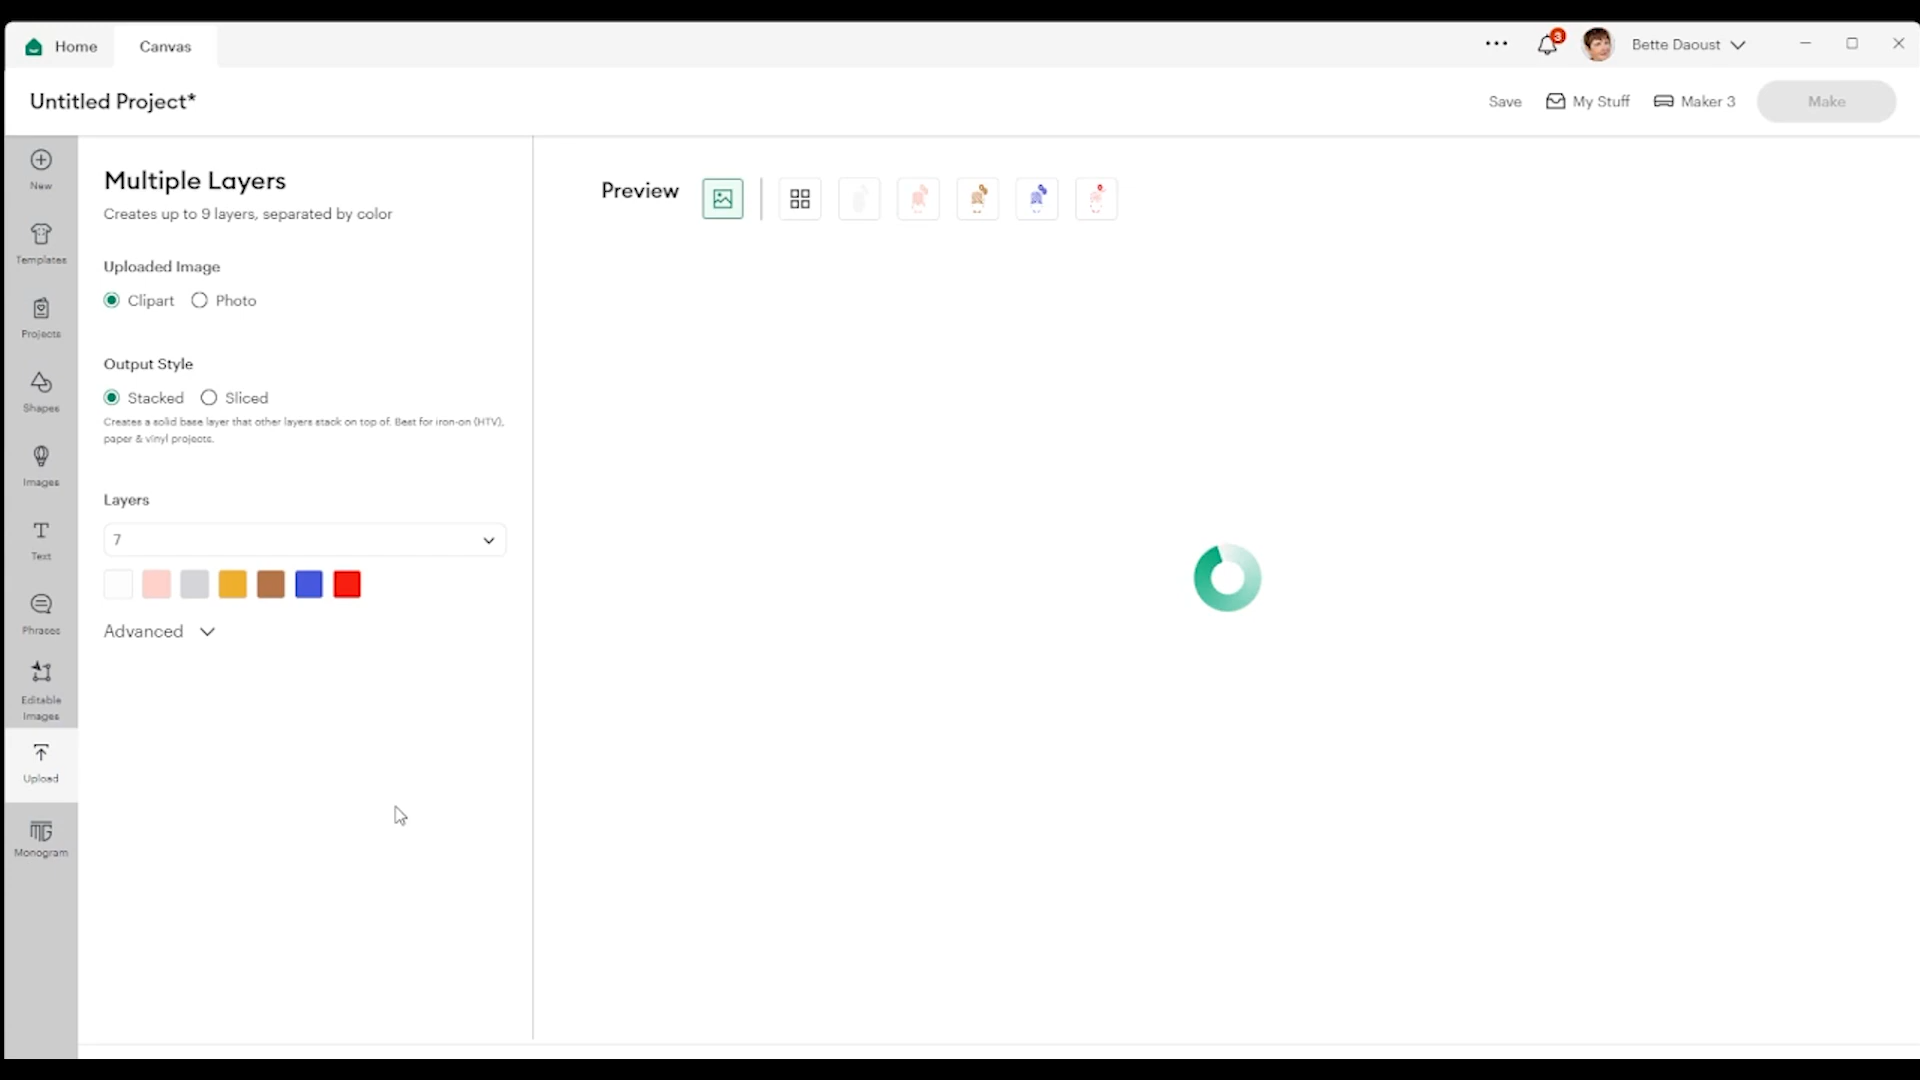 Home
Canvas
3
Bette Daoust
Untitled Project*
Save
My Stuff
Maker 3
Make
New
Templates
Projects
Shapes
Images
Text
Phrases
Editable
Images
Upload
Monogram
Multiple Layers
Creates up to 9 layers, separated by color
Uploaded Image
Clipart
Photo
Output Style
Stacked
Sliced
Creates a solid base layer that other layers stack on top of. Best for iron-on (HTV),
paper & vinyl projects.
Layers
7
Advanced
Preview